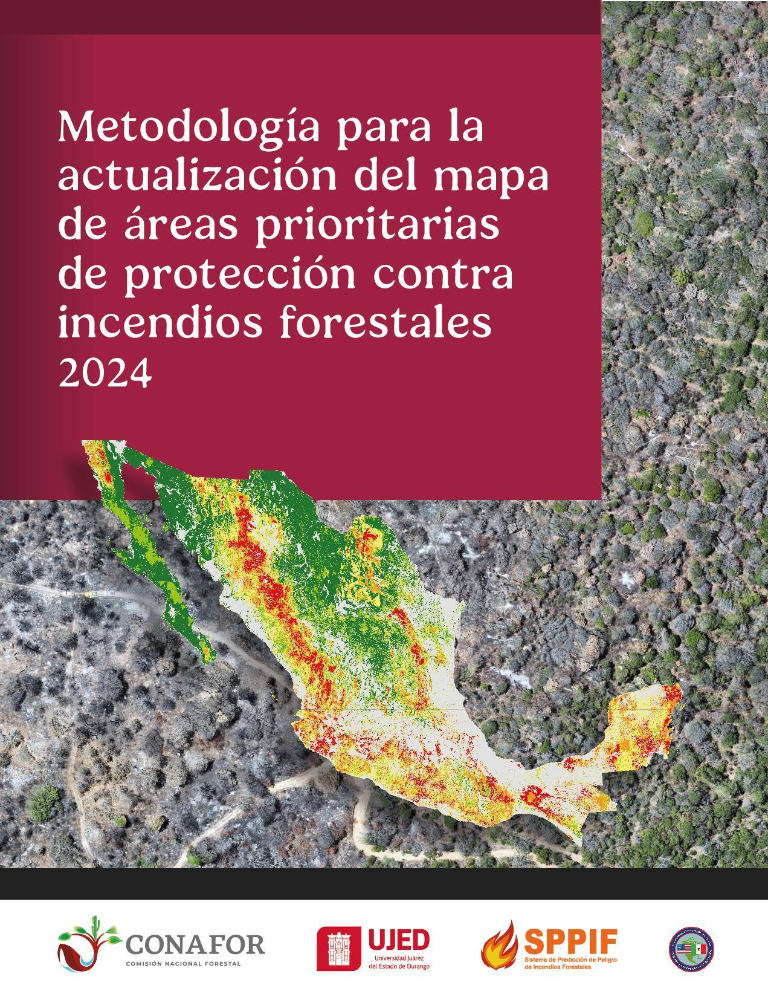 Metodología para la
actualización del mapa
de áreas prioritarias
de protección contra
incendios forestales
2024
CONAFOR
COMISIÓN NACIONAL FORESTAL
UJED
Universidad Juárez
del Estado de Durango
SPPIF
Sistema de Predicción de Peligro
de Incendios Forestales